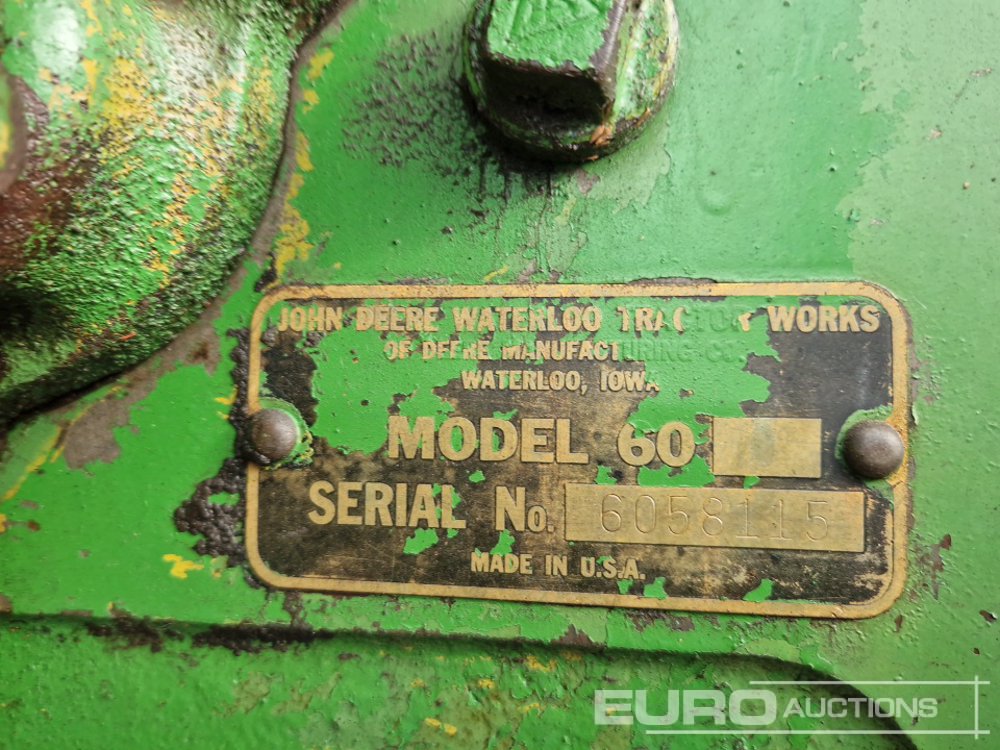 JOHN DEERE WATERLOO TRACTOR WORKS
OF DEERE MANUFACTURING CO.
WATERLOO, IOWA
MODEL 60
SERIAL No. 6058115
MADE IN U.S.A.
EURO AUCTIONS